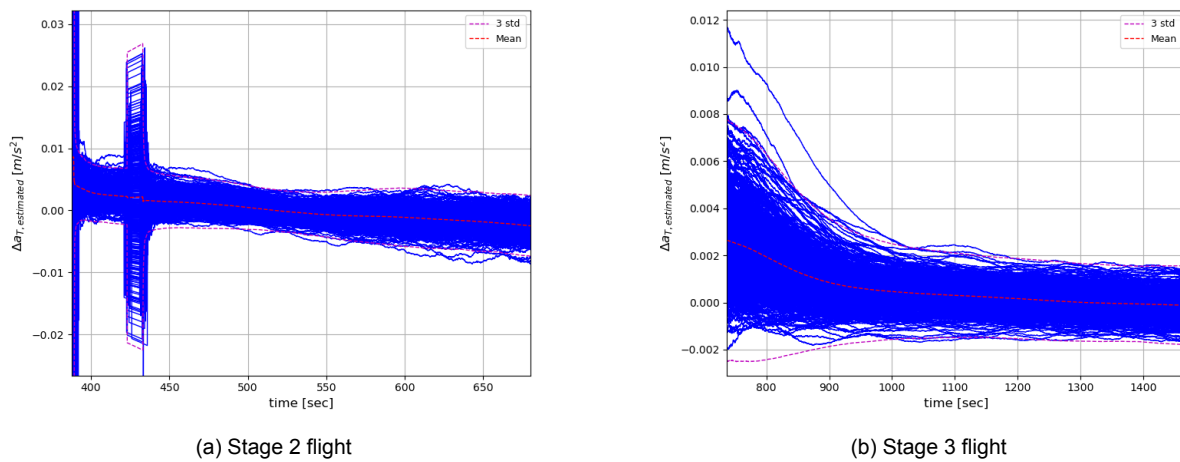 0.03
0.02
0.01
0.00
−0.01
−0.02
Δa_{T, estimated} [m/s²]
400
450
500
550
600
650
time [sec]
3 std
Mean
(a) Stage 2 flight
0.012
0.010
0.008
0.006
0.004
0.002
0.000
−0.002
Δa_{T, estimated} [m/s²]
800
900
1000
1100
1200
1300
1400
time [sec]
3 std
Mean
(b) Stage 3 flight